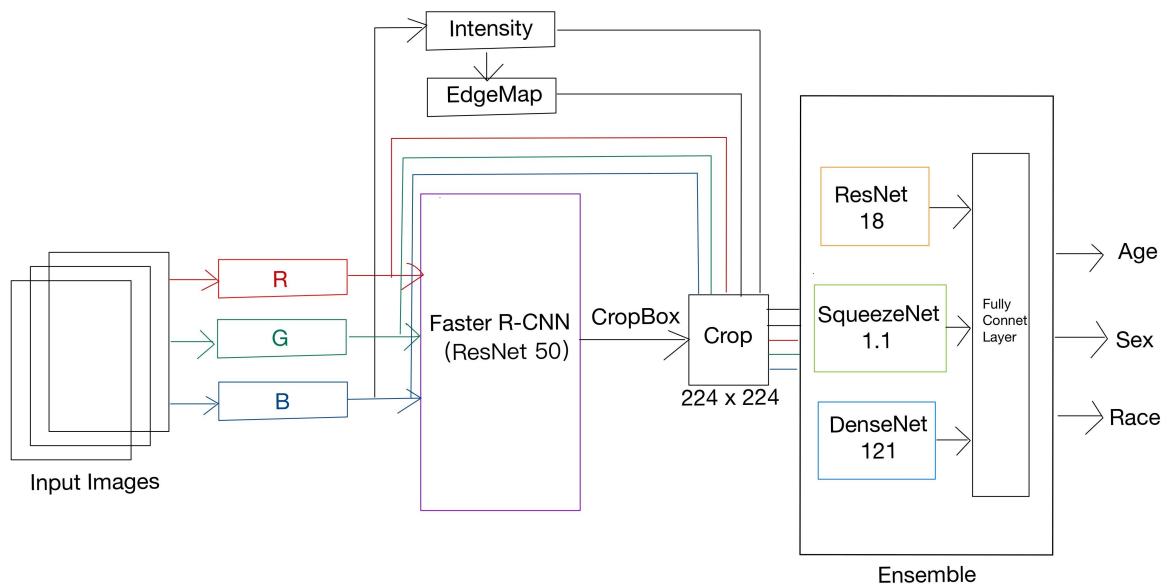 Intensity
EdgeMap
R
G
B
Input Images
Faster R-CNN
(ResNet 50)
CropBox
Crop
224 x 224
ResNet
18
SqueezeNet
1.1
DenseNet
121
Fully
Connet
Layer
Ensemble
Age
Sex
Race